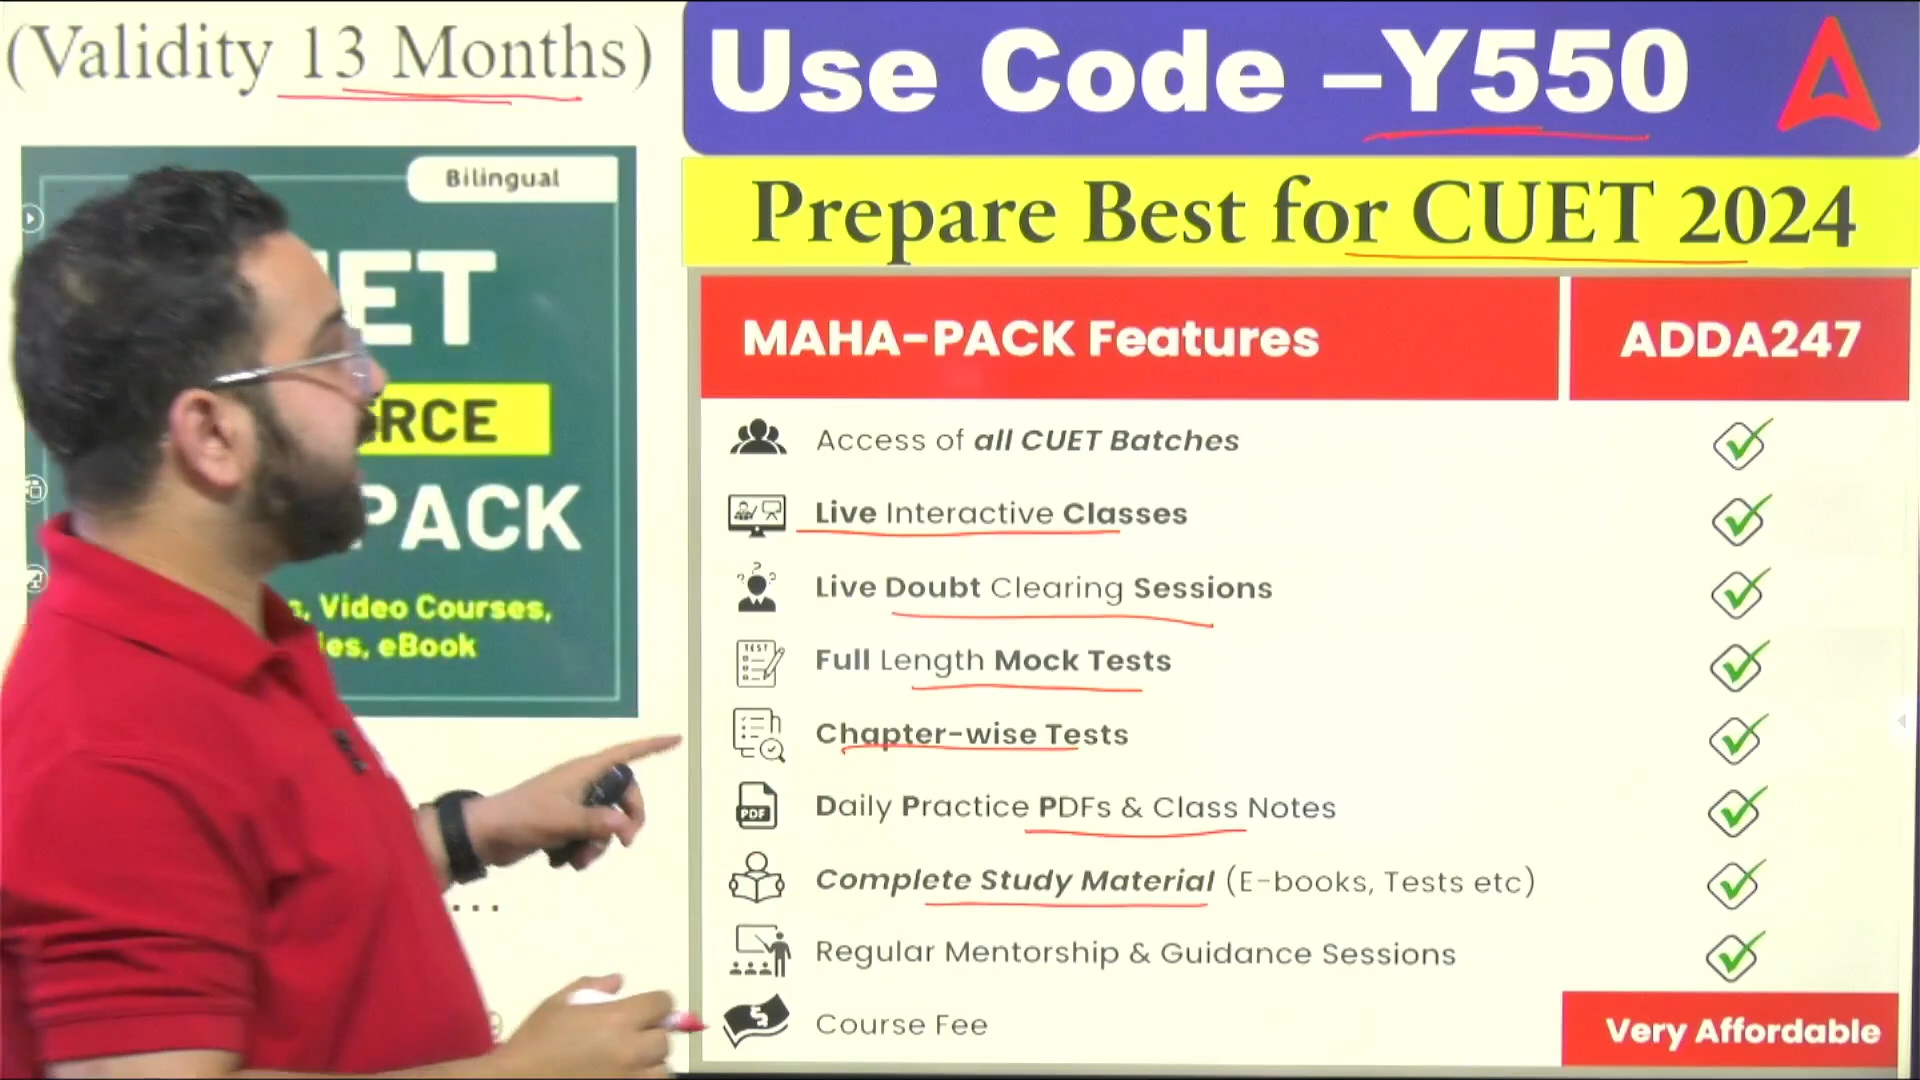 (Validity 13 Months)
Use Code –Y550
Prepare Best for CUET 2024
Bilingual
ET
RCE
PACK
s, Video Courses,
es, eBook
MAHA-PACK Features
ADDA247
Access of all CUET Batches
Live Interactive Classes
Live Doubt Clearing Sessions
Full Length Mock Tests
TEST
Chapter-wise Tests
Daily Practice PDFs & Class Notes
PDF
Complete Study Material (E-books, Tests etc)
Regular Mentorship & Guidance Sessions
Course Fee
Very Affordable